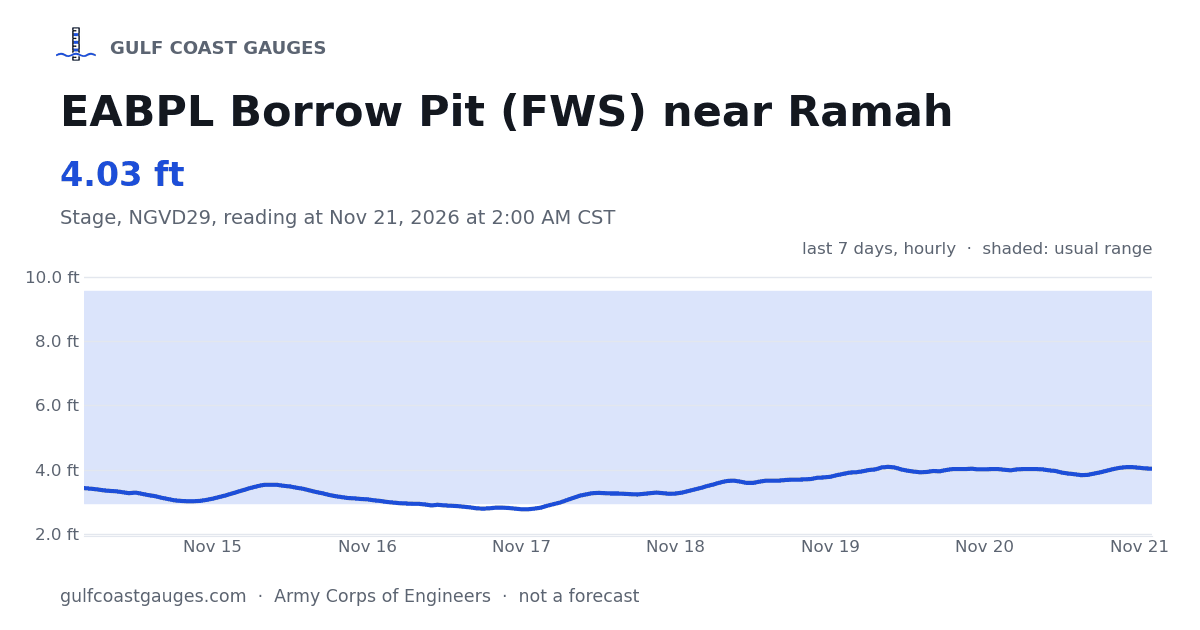 GULF COAST GAUGES
EABPL Borrow Pit (FWS) near Ramah
4.03 ft
Stage, NGVD29, reading at Nov 21, 2026 at 2:00 AM CST
last 7 days, hourly · shaded: usual range
10.0 ft
8.0 ft
6.0 ft
4.0 ft
2.0 ft
Nov 15 Nov 16 Nov 17 Nov 18 Nov 19 Nov 20 Nov 21
gulfcoastgauges.com · Army Corps of Engineers · not a forecast